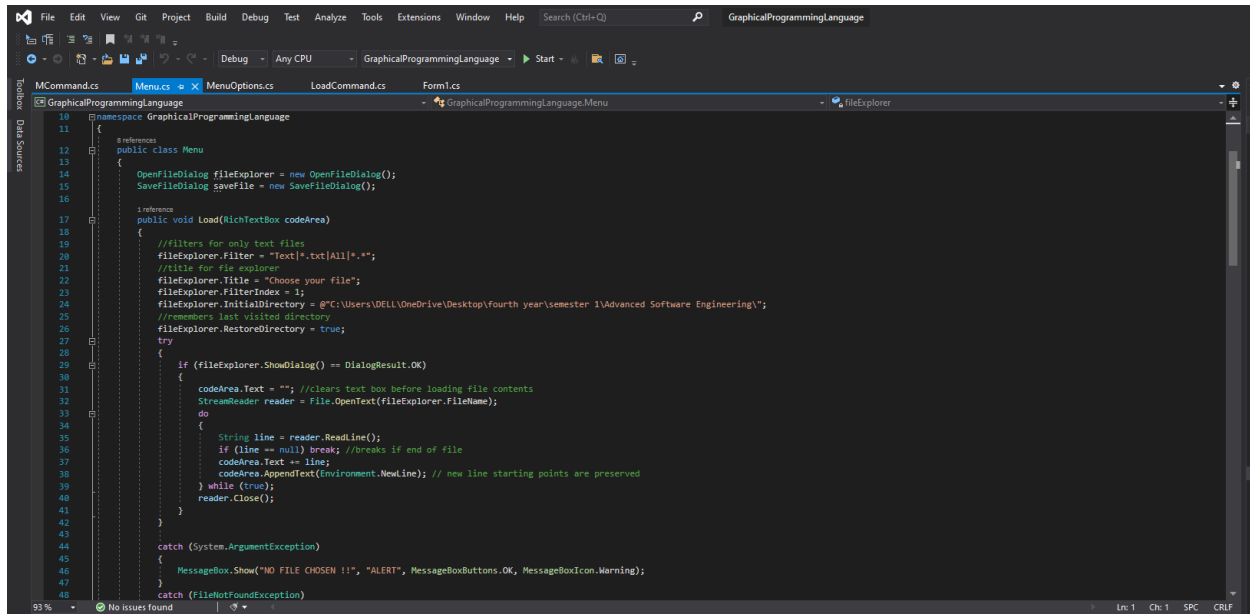 File Edit View Git Project Build Debug Test Analyze Tools Extensions Window Help Search (Ctrl+Q) GraphicalProgrammingLanguage
Debug Any CPU GraphicalProgrammingLanguage Start
MCommand.cs Menu.cs MenuOptions.cs LoadCommand.cs Form1.cs
Toolbox
Data Sources
C# GraphicalProgrammingLanguage GraphicalProgrammingLanguage.Menu fileExplorer
10 namespace GraphicalProgrammingLanguage
11 {
8 references
12 public class Menu
13 {
14 OpenFileDialog fileExplorer = new OpenFileDialog();
15 SaveFileDialog saveFile = new SaveFileDialog();
16
1 reference
17 public void Load(RichTextBox codeArea)
18 {
19 //filters for only text files
20 fileExplorer.Filter = "Text|*.txt|All|*.*";
21 //title for fie explorer
22 fileExplorer.Title = "Choose your file";
23 fileExplorer.FilterIndex = 1;
24 fileExplorer.InitialDirectory = @"C:\Users\DELL\OneDrive\Desktop\fourth year\semester 1\Advanced Software Engineering\";
25 //remembers last visited directory
26 fileExplorer.RestoreDirectory = true;
27 try
28 {
29 if (fileExplorer.ShowDialog() == DialogResult.OK)
30 {
31 codeArea.Text = ""; //clears text box before loading file contents
32 StreamReader reader = File.OpenText(fileExplorer.FileName);
33 do
34 {
35 String line = reader.ReadLine();
36 if (line == null) break; //breaks if end of file
37 codeArea.Text += line;
38 codeArea.AppendText(Environment.NewLine); // new line starting points are preserved
39 } while (true);
40 reader.Close();
41 }
42 }
43
44 catch (System.ArgumentException)
45 {
46 MessageBox.Show("NO FILE CHOSEN !!", "ALERT", MessageBoxButtons.OK, MessageBoxIcon.Warning);
47 }
48 catch (FileNotFoundException)
93 % No issues found Ln: 1 Ch: 1 SPC CRLF